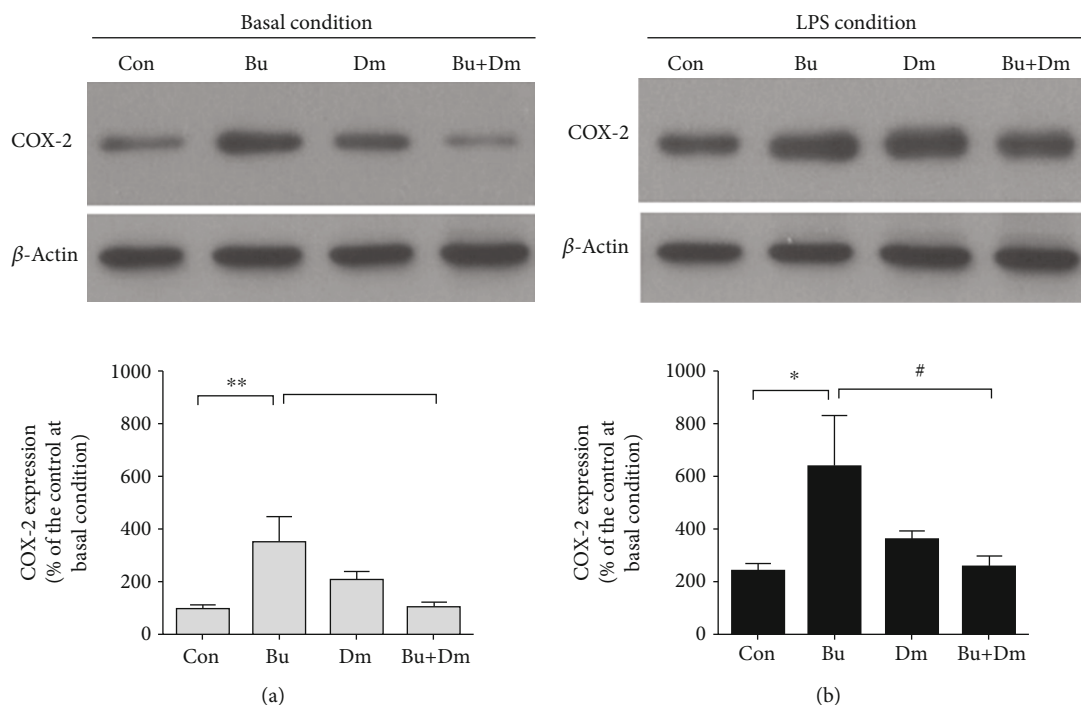 Basal condition
Con Bu Dm Bu+Dm
COX-2
β-Actin
1000
800
600
400
200
0
COX-2 expression
(% of the control at
basal condition)
**
Con Bu Dm Bu+Dm
(a)
LPS condition
Con Bu Dm Bu+Dm
COX-2
β-Actin
1000
800
600
400
200
0
COX-2 expression
(% of the control at
basal condition)
* #
Con Bu Dm Bu+Dm
(b)